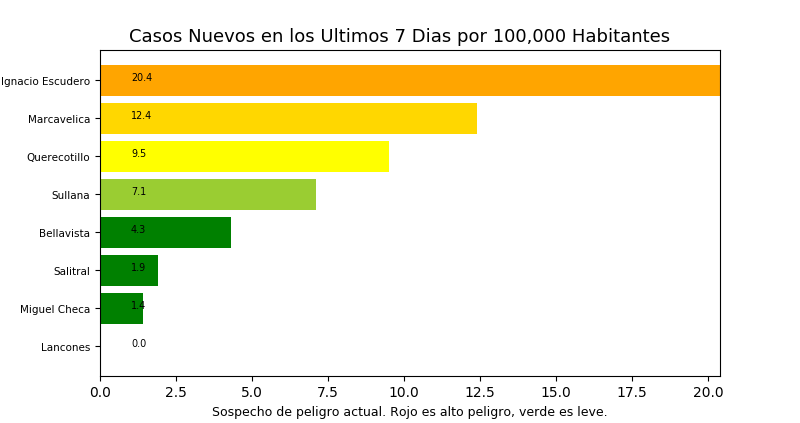 Casos Nuevos en los Ultimos 7 Dias por 100,000 Habitantes
Ignacio Escudero 20.4
Marcavelica 12.4
Querecotillo 9.5
Sullana 7.1
Bellavista 4.3
Salitral 1.9
Miguel Checa 1.4
Lancones 0.0
0.0 2.5 5.0 7.5 10.0 12.5 15.0 17.5 20.0
Sospecho de peligro actual. Rojo es alto peligro, verde es leve.